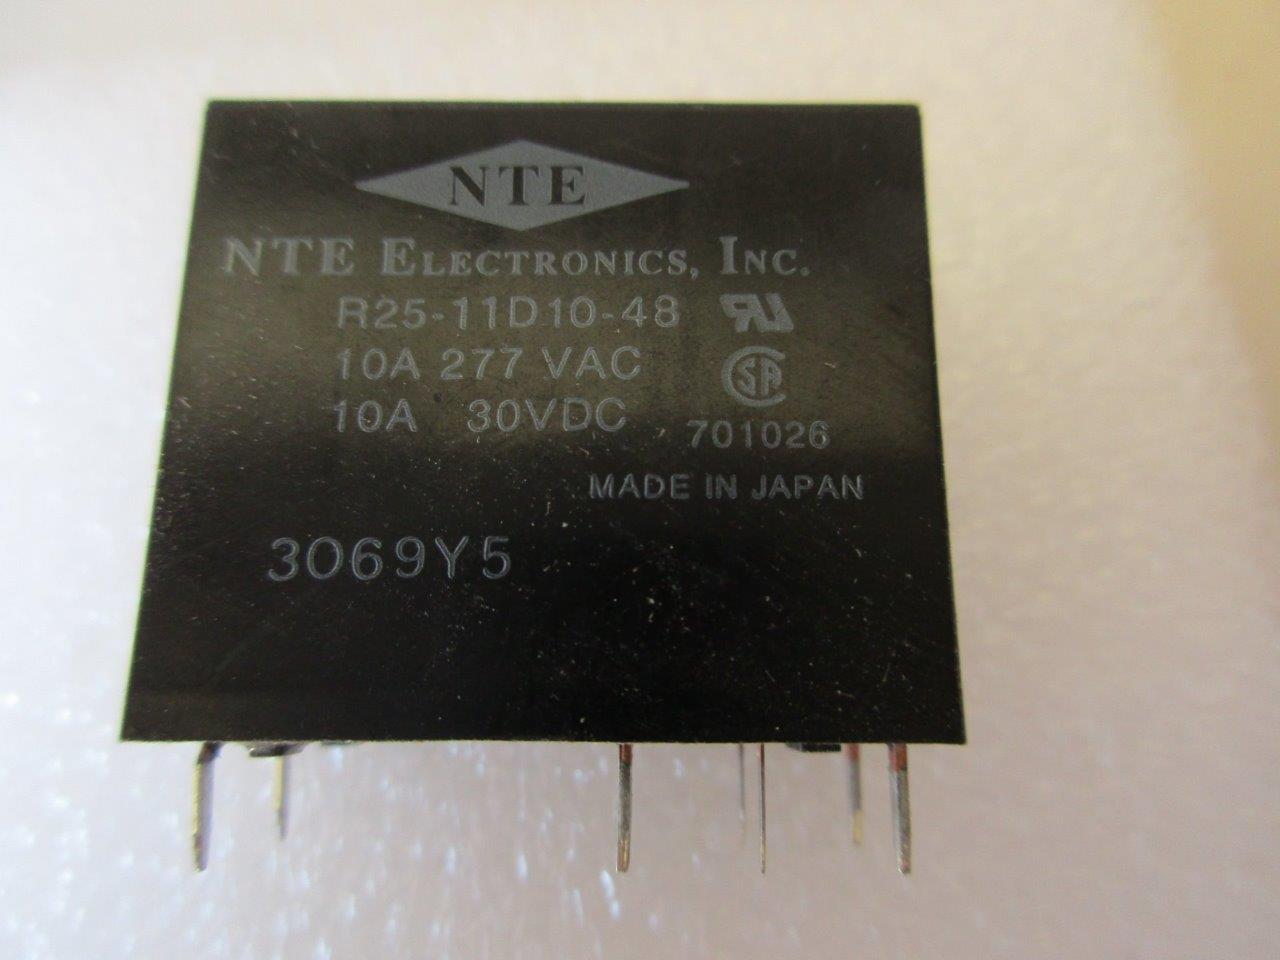 NTE
NTE ELECTRONICS, INC.
R25-11D10-48
10A 277 VAC
10A 30VDC
701026
MADE IN JAPAN
3069Y5